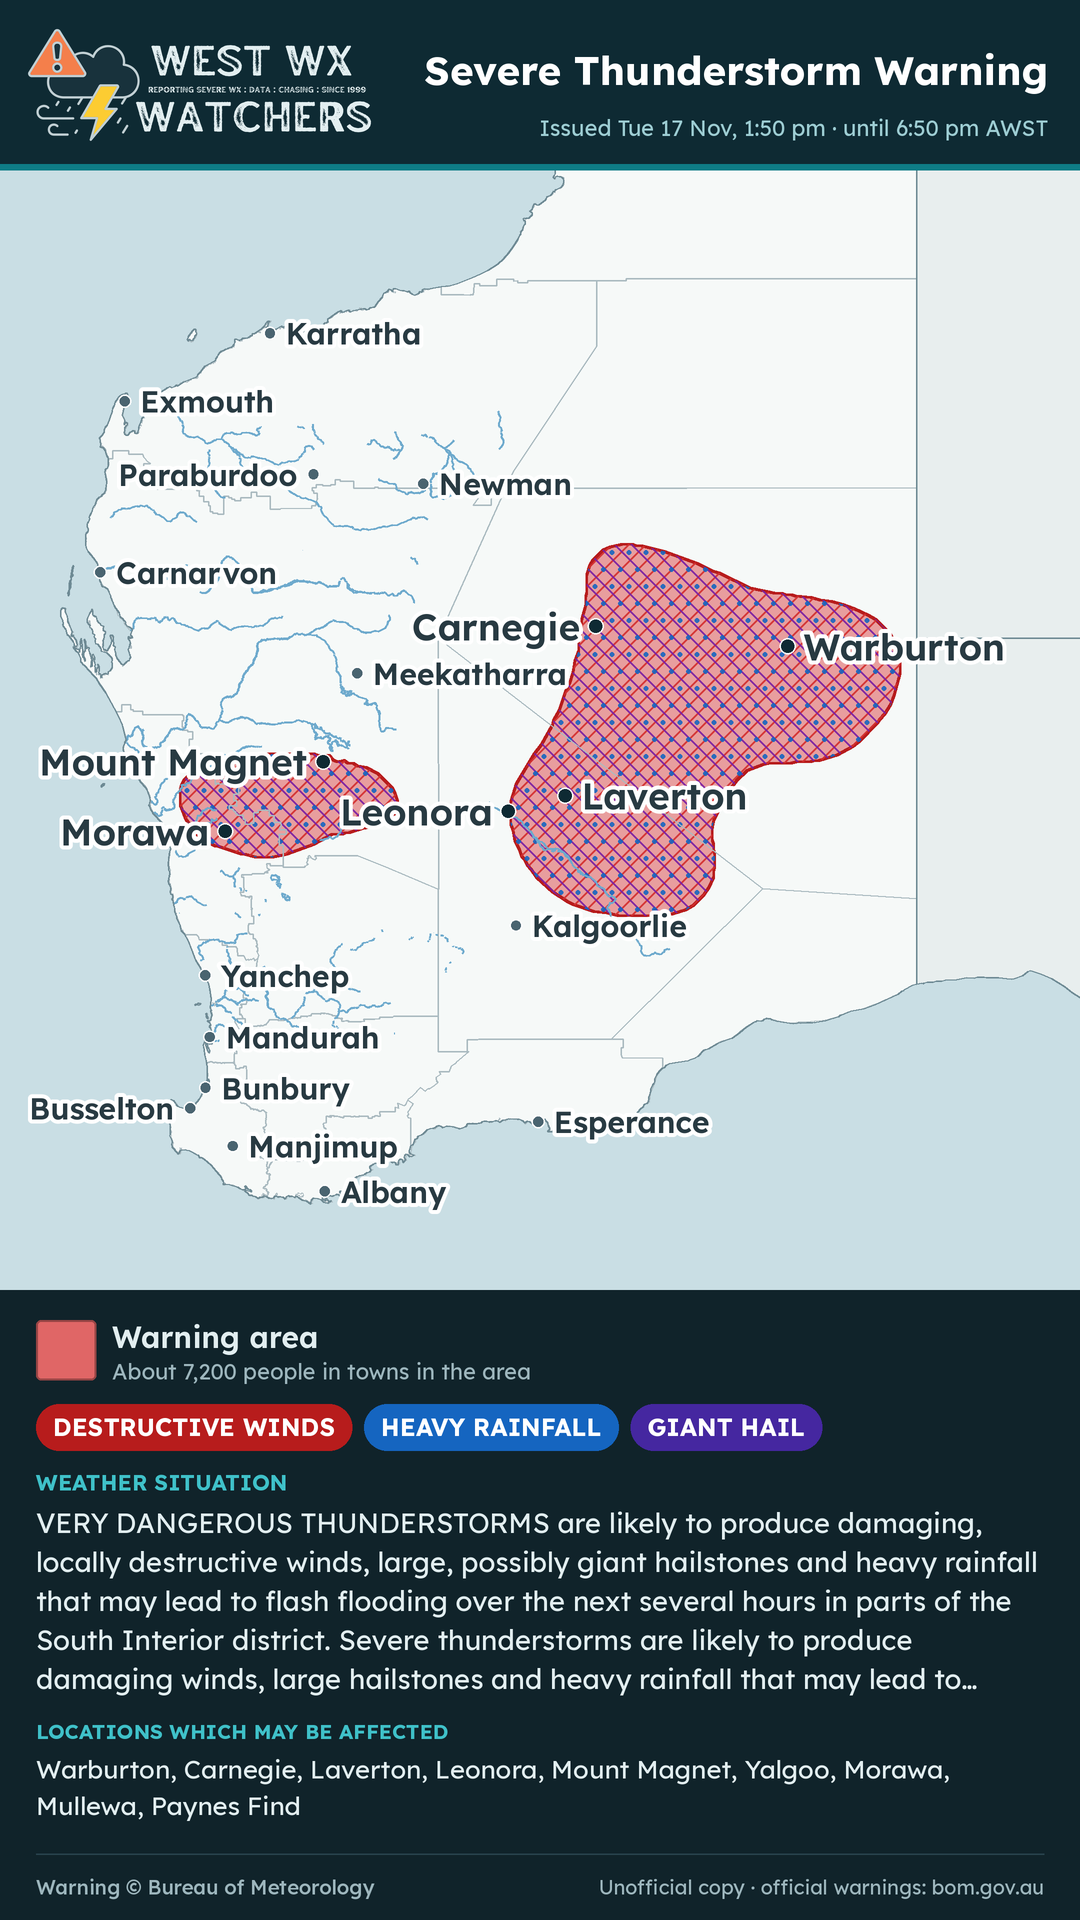 WEST WX
REPORTING SEVERE WX : DATA : CHASING : SINCE 1999
WATCHERS
Severe Thunderstorm Warning
Issued Tue 17 Nov, 1:50 pm · until 6:50 pm AWST
Karratha
Exmouth
Paraburdoo
Newman
Carnarvon
Carnegie
Warburton
Meekatharra
Mount Magnet
Laverton
Leonora
Morawa
Kalgoorlie
Yanchep
Mandurah
Bunbury
Busselton
Esperance
Manjimup
Albany
Warning area
About 7,200 people in towns in the area
DESTRUCTIVE WINDS HEAVY RAINFALL GIANT HAIL
WEATHER SITUATION
VERY DANGEROUS THUNDERSTORMS are likely to produce damaging,
locally destructive winds, large, possibly giant hailstones and heavy rainfall
that may lead to flash flooding over the next several hours in parts of the
South Interior district. Severe thunderstorms are likely to produce
damaging winds, large hailstones and heavy rainfall that may lead to…
LOCATIONS WHICH MAY BE AFFECTED
Warburton, Carnegie, Laverton, Leonora, Mount Magnet, Yalgoo, Morawa,
Mullewa, Paynes Find
Warning © Bureau of Meteorology
Unofficial copy · official warnings: bom.gov.au